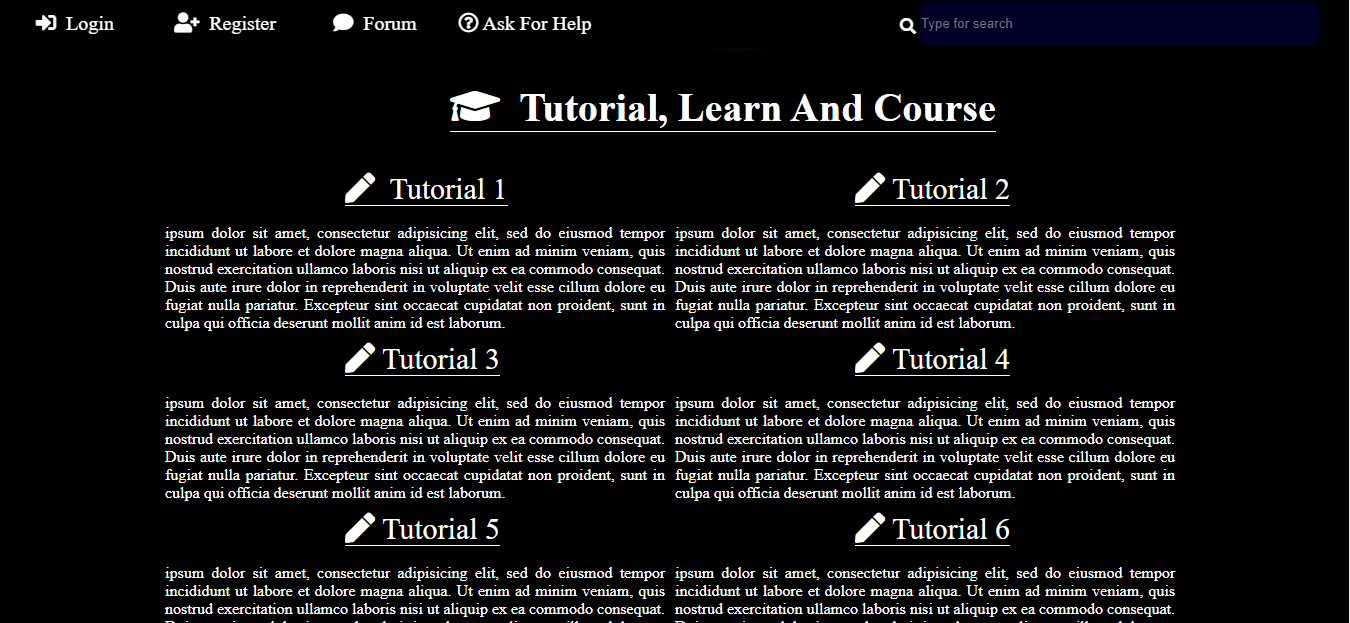 Login Register Forum Ask For Help Type for search
Tutorial, Learn And Course
Tutorial 1
ipsum dolor sit amet, consectetur adipisicing elit, sed do eiusmod tempor
incididunt ut labore et dolore magna aliqua. Ut enim ad minim veniam, quis
nostrud exercitation ullamco laboris nisi ut aliquip ex ea commodo consequat.
Duis aute irure dolor in reprehenderit in voluptate velit esse cillum dolore eu
fugiat nulla pariatur. Excepteur sint occaecat cupidatat non proident, sunt in
culpa qui officia deserunt mollit anim id est laborum.
Tutorial 2
ipsum dolor sit amet, consectetur adipisicing elit, sed do eiusmod tempor
incididunt ut labore et dolore magna aliqua. Ut enim ad minim veniam, quis
nostrud exercitation ullamco laboris nisi ut aliquip ex ea commodo consequat.
Duis aute irure dolor in reprehenderit in voluptate velit esse cillum dolore eu
fugiat nulla pariatur. Excepteur sint occaecat cupidatat non proident, sunt in
culpa qui officia deserunt mollit anim id est laborum.
Tutorial 3
ipsum dolor sit amet, consectetur adipisicing elit, sed do eiusmod tempor
incididunt ut labore et dolore magna aliqua. Ut enim ad minim veniam, quis
nostrud exercitation ullamco laboris nisi ut aliquip ex ea commodo consequat.
Duis aute irure dolor in reprehenderit in voluptate velit esse cillum dolore eu
fugiat nulla pariatur. Excepteur sint occaecat cupidatat non proident, sunt in
culpa qui officia deserunt mollit anim id est laborum.
Tutorial 4
ipsum dolor sit amet, consectetur adipisicing elit, sed do eiusmod tempor
incididunt ut labore et dolore magna aliqua. Ut enim ad minim veniam, quis
nostrud exercitation ullamco laboris nisi ut aliquip ex ea commodo consequat.
Duis aute irure dolor in reprehenderit in voluptate velit esse cillum dolore eu
fugiat nulla pariatur. Excepteur sint occaecat cupidatat non proident, sunt in
culpa qui officia deserunt mollit anim id est laborum.
Tutorial 5
ipsum dolor sit amet, consectetur adipisicing elit, sed do eiusmod tempor
incididunt ut labore et dolore magna aliqua. Ut enim ad minim veniam, quis
nostrud exercitation ullamco laboris nisi ut aliquip ex ea commodo consequat.
Tutorial 6
ipsum dolor sit amet, consectetur adipisicing elit, sed do eiusmod tempor
incididunt ut labore et dolore magna aliqua. Ut enim ad minim veniam, quis
nostrud exercitation ullamco laboris nisi ut aliquip ex ea commodo consequat.